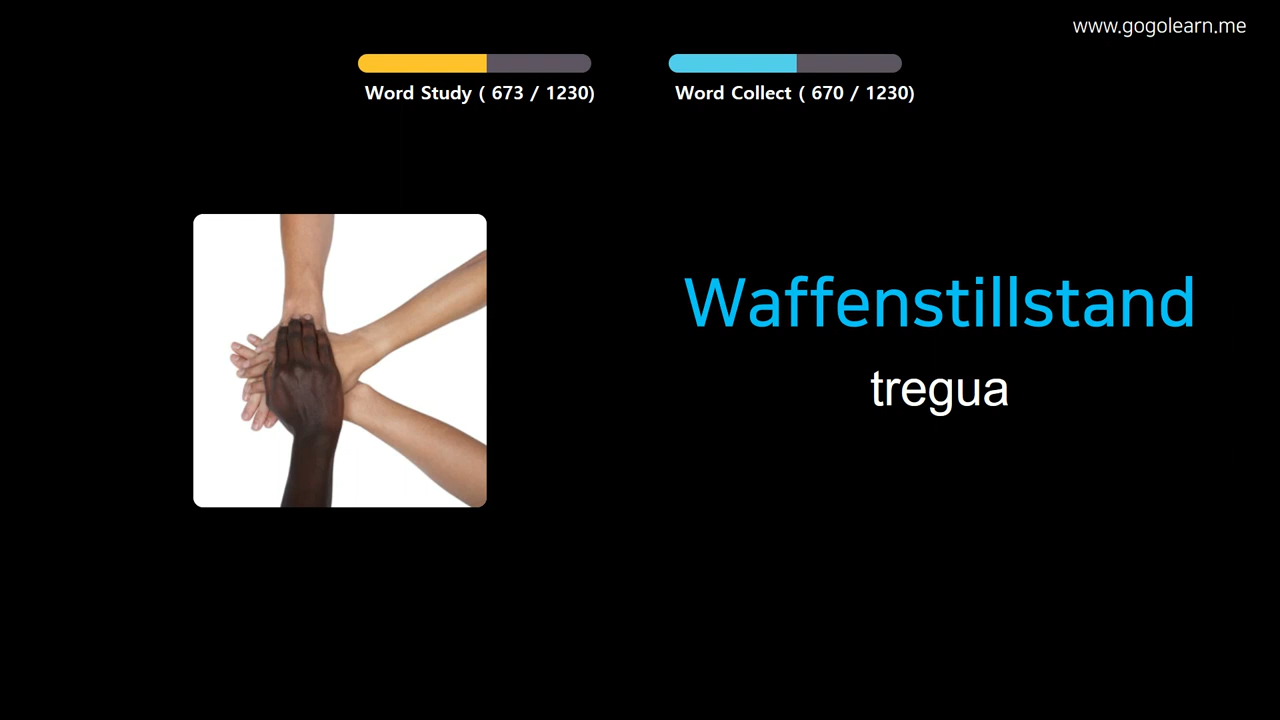 www.gogolearn.me
Word Study ( 673 / 1230)
Word Collect ( 670 / 1230)
Waffenstillstand
tregua